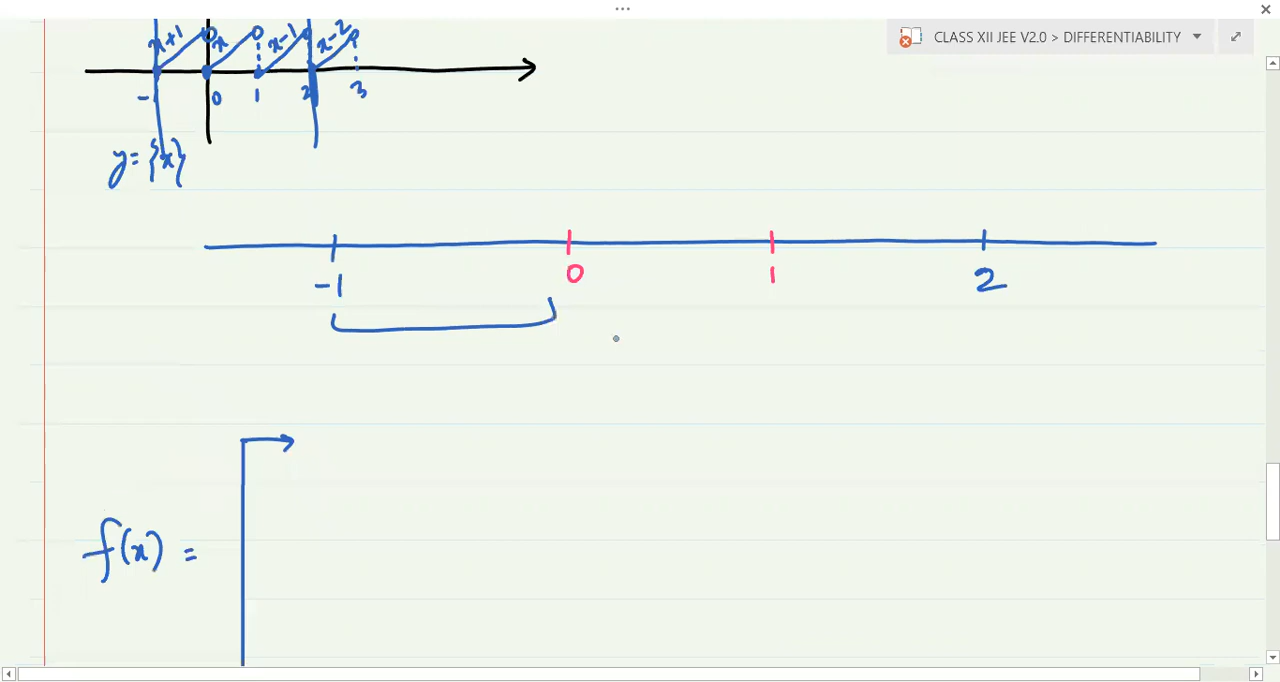 CLASS XII JEE V2.0 > DIFFERENTIABILITY
x+1 x x-1 x-2
-1 0 1 2 3
y = {x}
-1 0 1 2
f(x) =